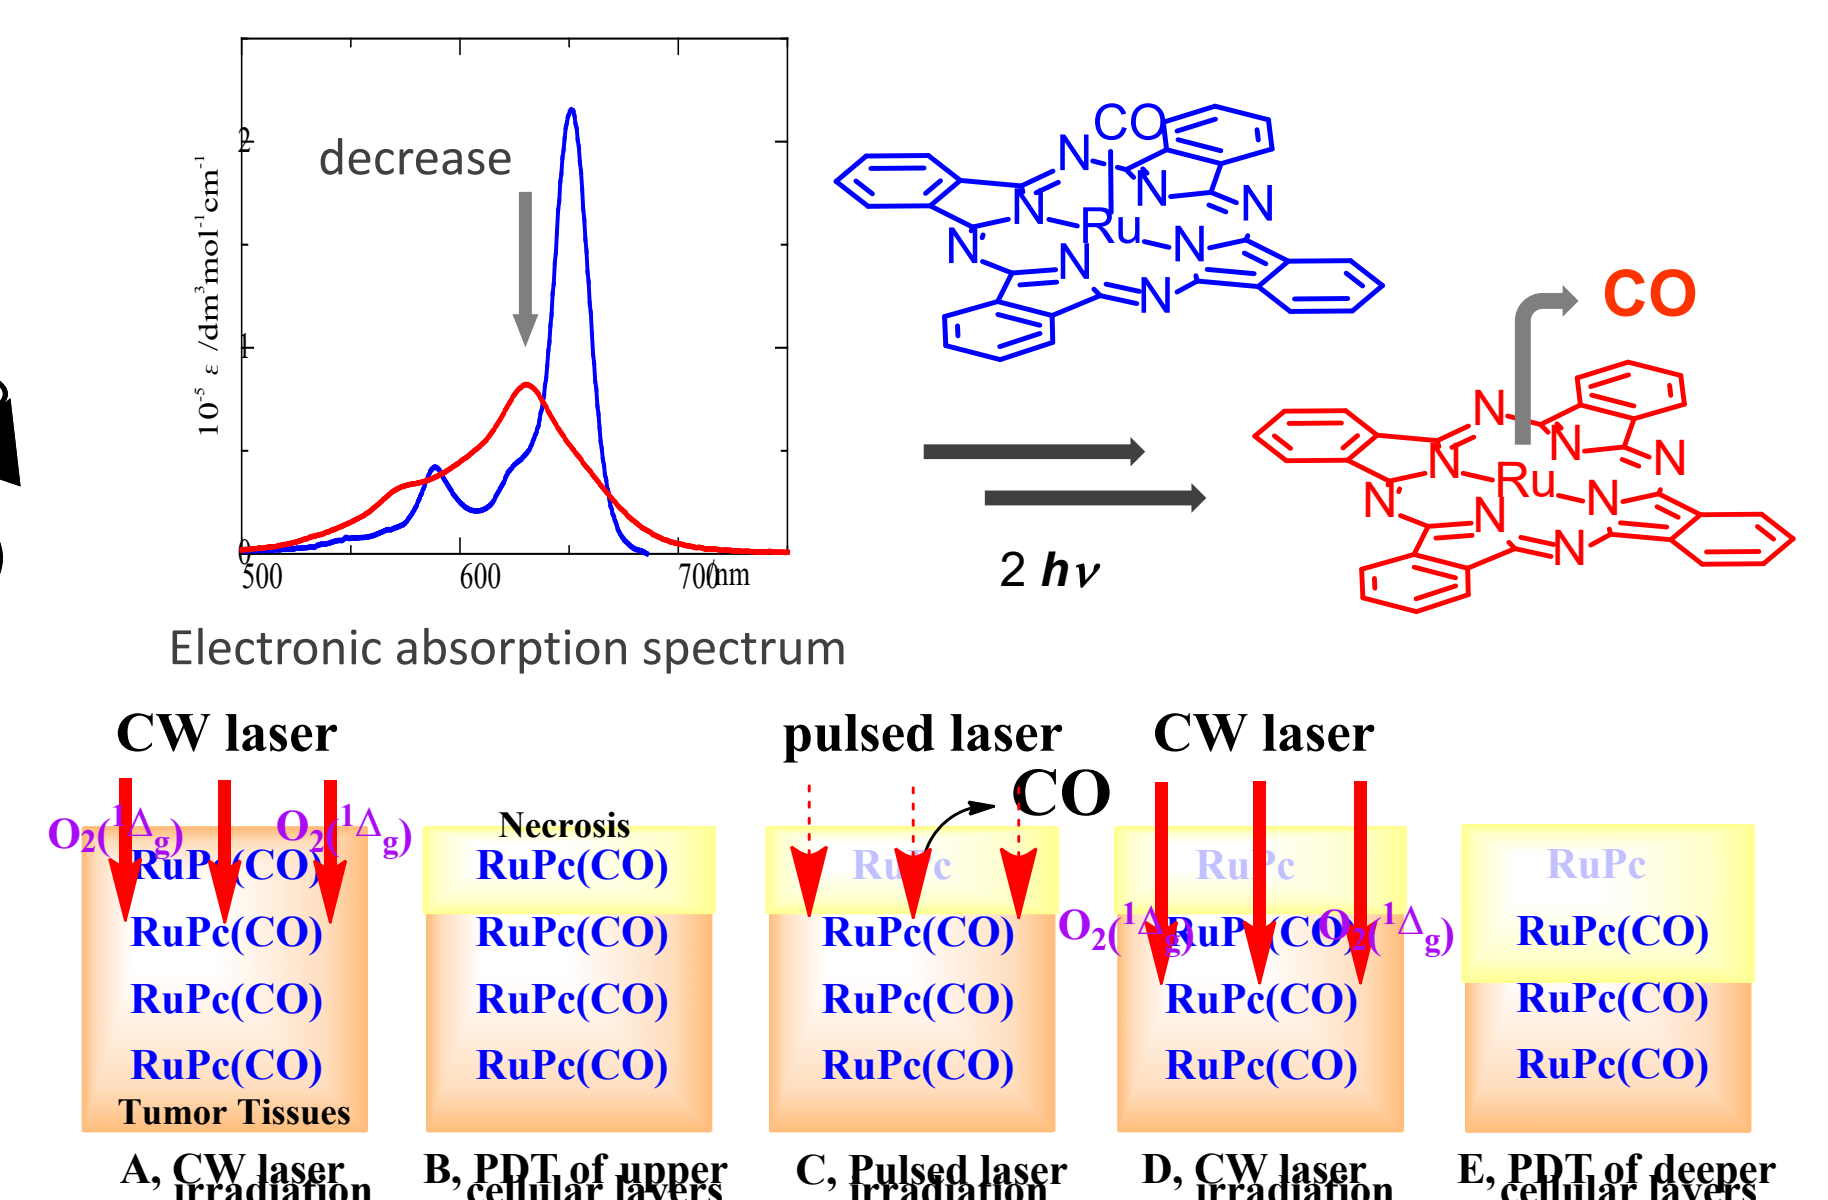 2
decrease
1
0
10⁻⁵ ε /dm³mol⁻¹cm⁻¹
500 600 700 /nm
Electronic absorption spectrum
CO
N
N
N
N
Ru
N
N
N
N
CO
2 hν
N
N
N
N
Ru
N
N
N
N
CW laser
O₂(¹Δg) O₂(¹Δg)
RuPc(CO)
RuPc(CO)
RuPc(CO)
RuPc(CO)
Tumor Tissues
A, CW laser
irradiation
Necrosis
RuPc(CO)
RuPc(CO)
RuPc(CO)
RuPc(CO)
B, PDT of upper
cellular layers
pulsed laser
CO
RuPc
RuPc(CO)
RuPc(CO)
RuPc(CO)
C, Pulsed laser
irradiation
CW laser
RuPc
O₂(¹Δg) O₂(¹Δg)
RuPc(CO)
RuPc(CO)
RuPc(CO)
D, CW laser
irradiation
RuPc
RuPc(CO)
RuPc(CO)
RuPc(CO)
E, PDT of deeper
cellular layers